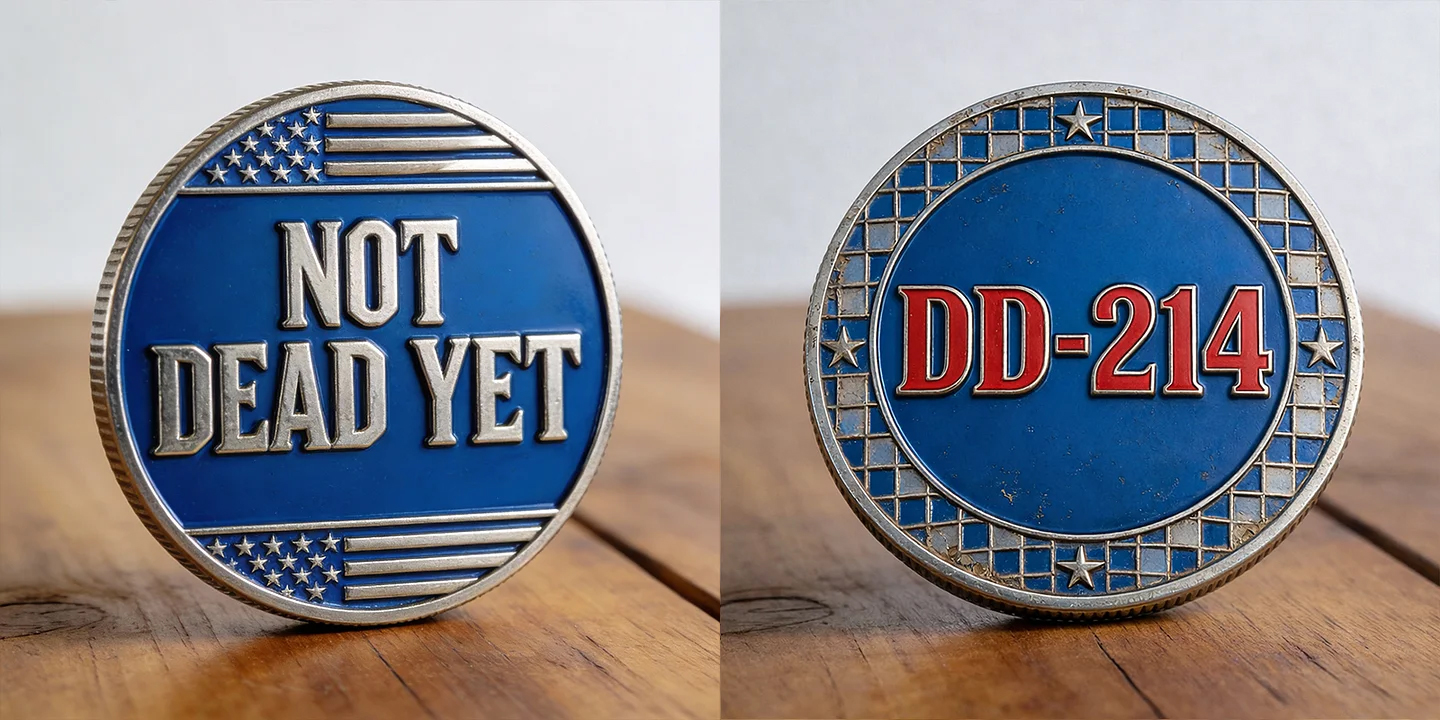 NOT
DEAD YET
DD-214